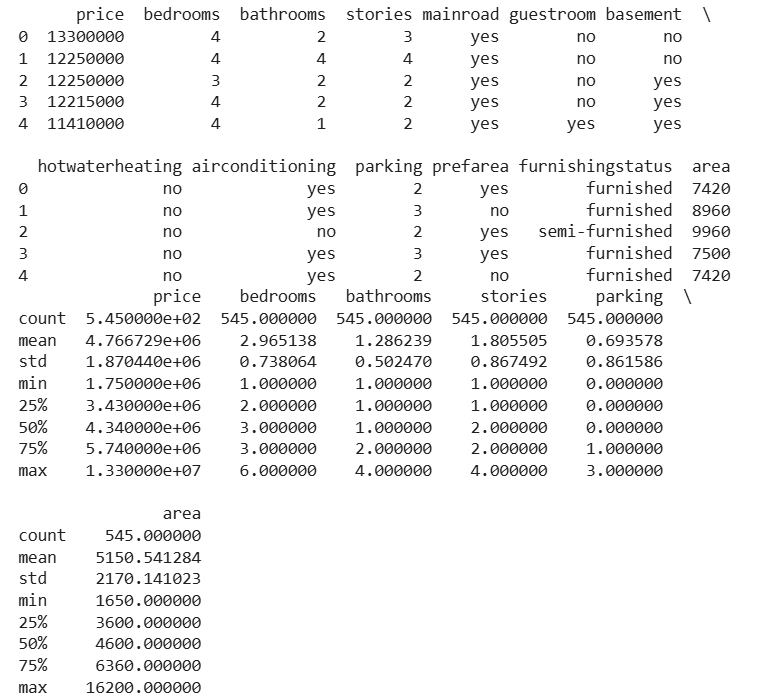 price bedrooms bathrooms stories mainroad guestroom basement \
0 13300000 4 2 3 yes no no
1 12250000 4 4 4 yes no no
2 12250000 3 2 2 yes no yes
3 12215000 4 2 2 yes no yes
4 11410000 4 1 2 yes yes yes
hotwaterheating airconditioning parking prefarea furnishingstatus area
0 no yes 2 yes furnished 7420
1 no yes 3 no furnished 8960
2 no no 2 yes semi-furnished 9960
3 no yes 3 yes furnished 7500
4 no yes 2 no furnished 7420
price bedrooms bathrooms stories parking \
count 5.450000e+02 545.000000 545.000000 545.000000 545.000000
mean 4.766729e+06 2.965138 1.286239 1.805505 0.693578
std 1.870440e+06 0.738064 0.502470 0.867492 0.861586
min 1.750000e+06 1.000000 1.000000 1.000000 0.000000
25% 3.430000e+06 2.000000 1.000000 1.000000 0.000000
50% 4.340000e+06 3.000000 1.000000 2.000000 0.000000
75% 5.740000e+06 3.000000 2.000000 2.000000 1.000000
max 1.330000e+07 6.000000 4.000000 4.000000 3.000000
area
count 545.000000
mean 5150.541284
std 2170.141023
min 1650.000000
25% 3600.000000
50% 4600.000000
75% 6360.000000
max 16200.000000